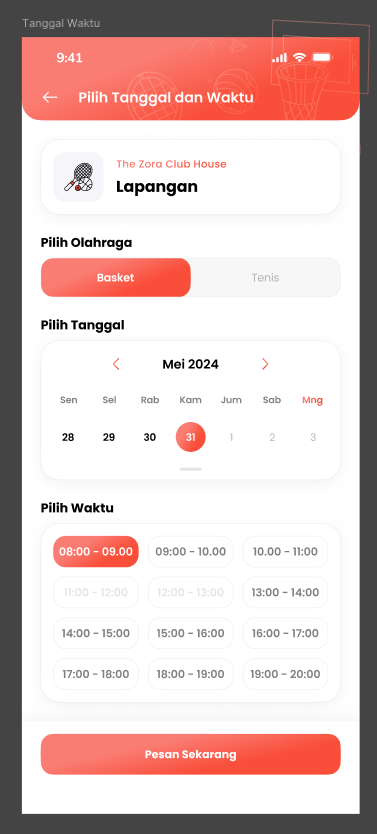 Tanggal Waktu
9:41
Pilih Tanggal dan Waktu
The Zora Club House
Lapangan
Pilih Olahraga
Basket Tenis
Pilih Tanggal
Mei 2024
Sen Sel Rab Kam Jum Sab Mng
28 29 30 31 1 2 3
Pilih Waktu
08:00 - 09.00 09:00 - 10.00 10.00 - 11:00
11:00 - 12:00 12:00 - 13:00 13:00 - 14:00
14:00 - 15:00 15:00 - 16:00 16:00 - 17:00
17:00 - 18:00 18:00 - 19:00 19:00 - 20:00
Pesan Sekarang